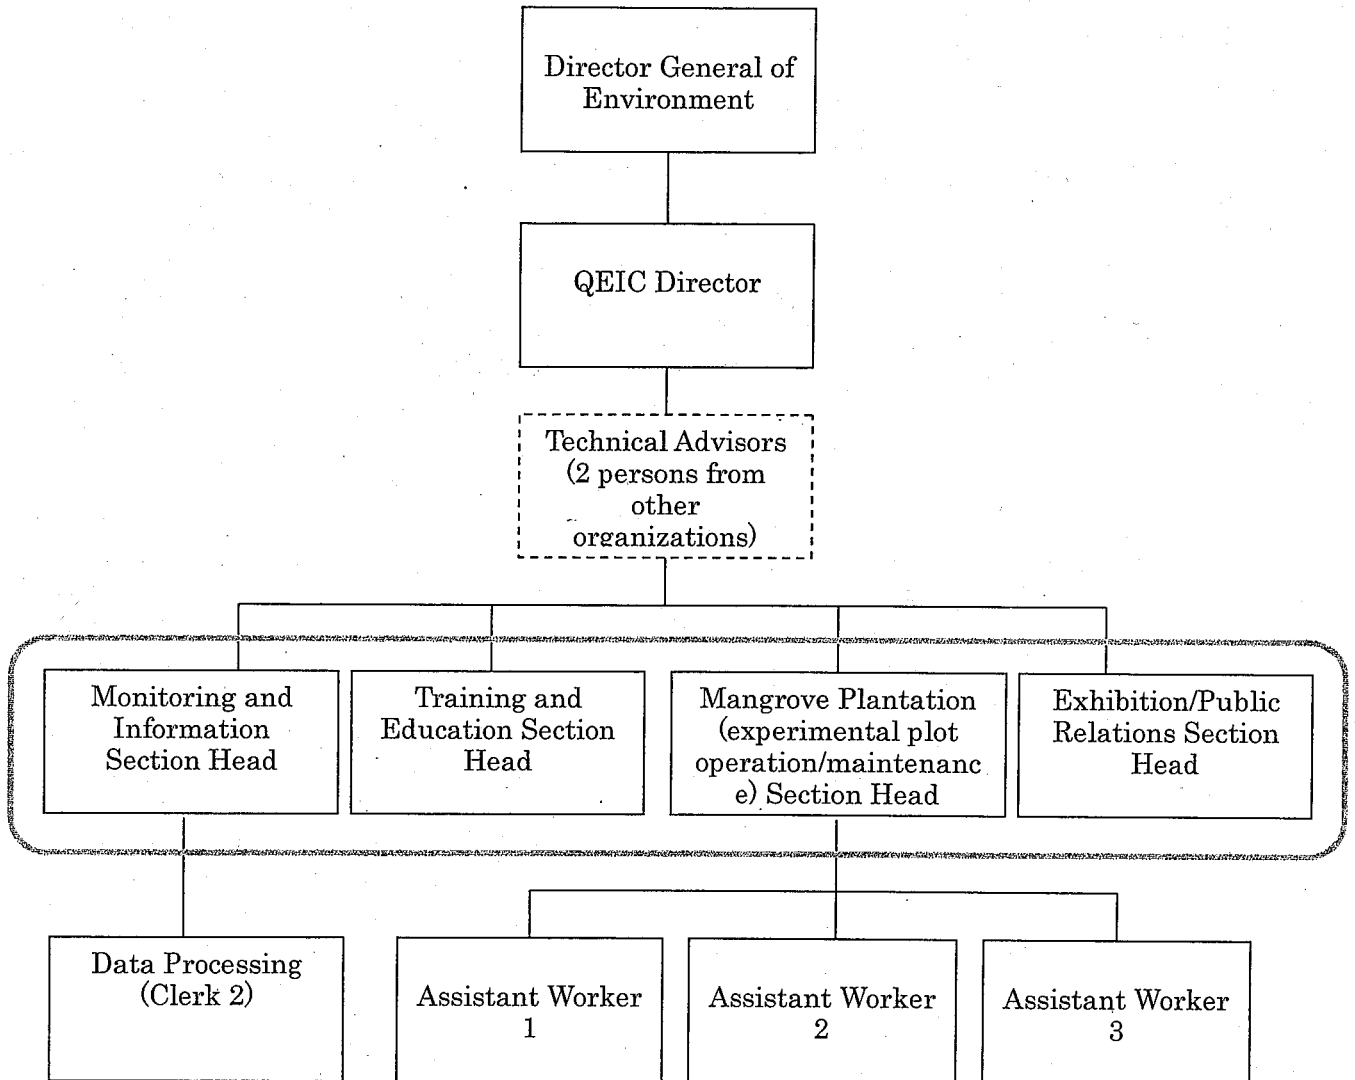 Director General of
Environment
QEIC Director
Technical Advisors
(2 persons from
other
organizations)
Monitoring and
Information
Section Head
Training and
Education Section
Head
Mangrove Plantation
(experimental plot
operation/maintenanc
e) Section Head
Exhibition/Public
Relations Section
Head
Data Processing
(Clerk 2)
Assistant Worker
1
Assistant Worker
2
Assistant Worker
3